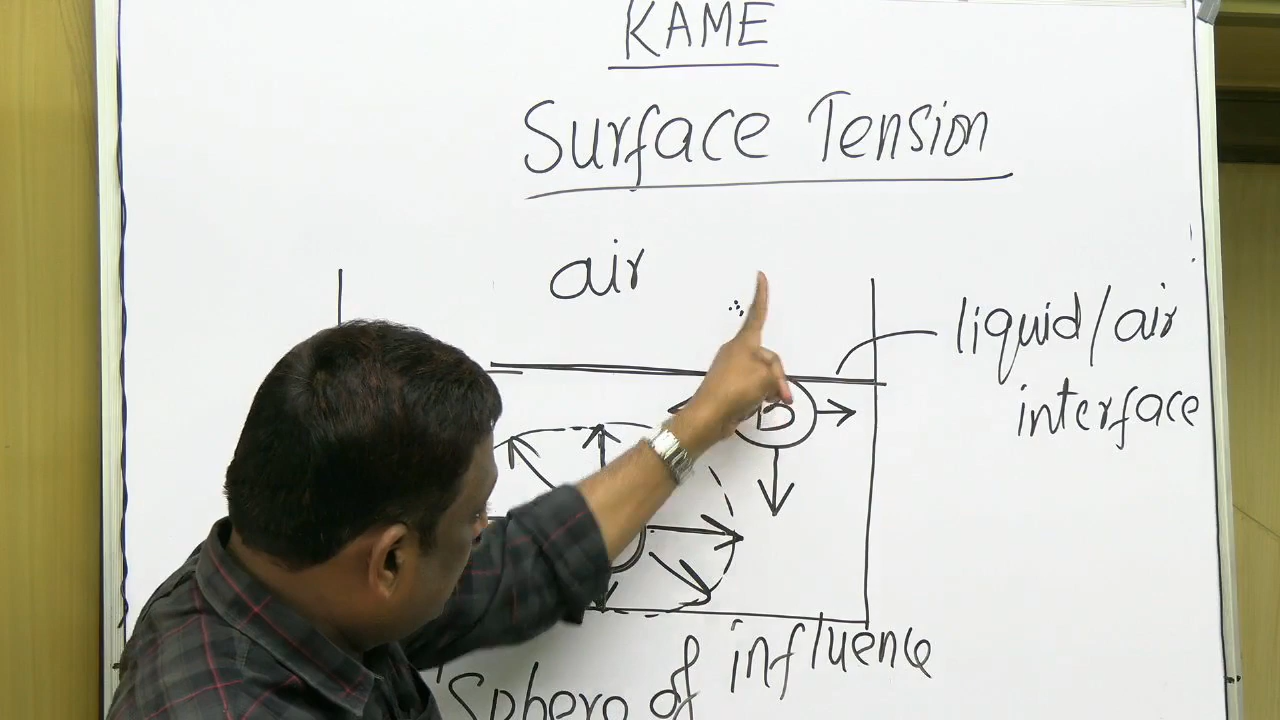 KAME
Surface Tension
air
liquid/air
interface
B
Sphere of influence